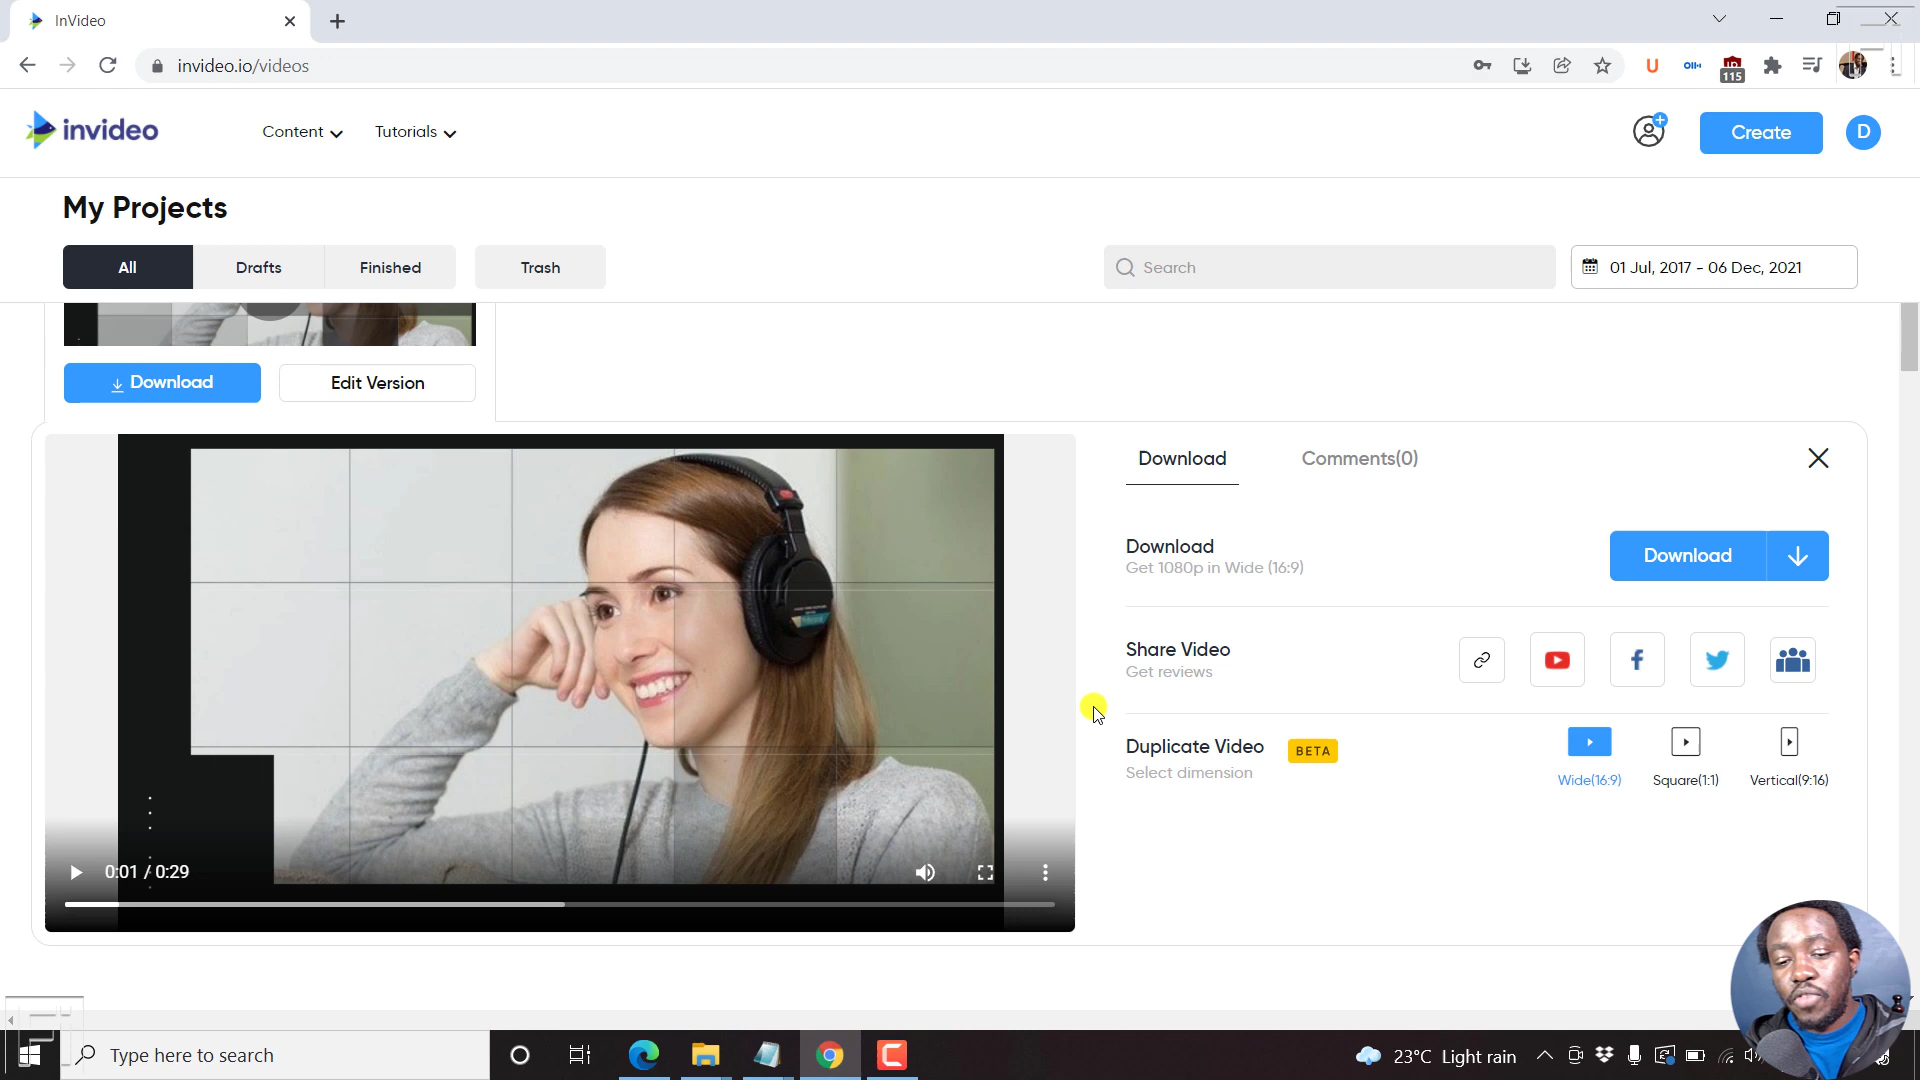 InVideo
invideo.io/videos
115
invideo
Content
Tutorials
Create
D
My Projects
All
Drafts
Finished
Trash
Search
01 Jul, 2017 - 06 Dec, 2021
Download
Edit Version
Download
Comments(0)
Download
Get 1080p in Wide (16:9)
Download
Share Video
Get reviews
Duplicate Video
BETA
Select dimension
Wide(16:9)
Square(1:1)
Vertical(9:16)
0:01 / 0:29
Type here to search
23°C Light rain